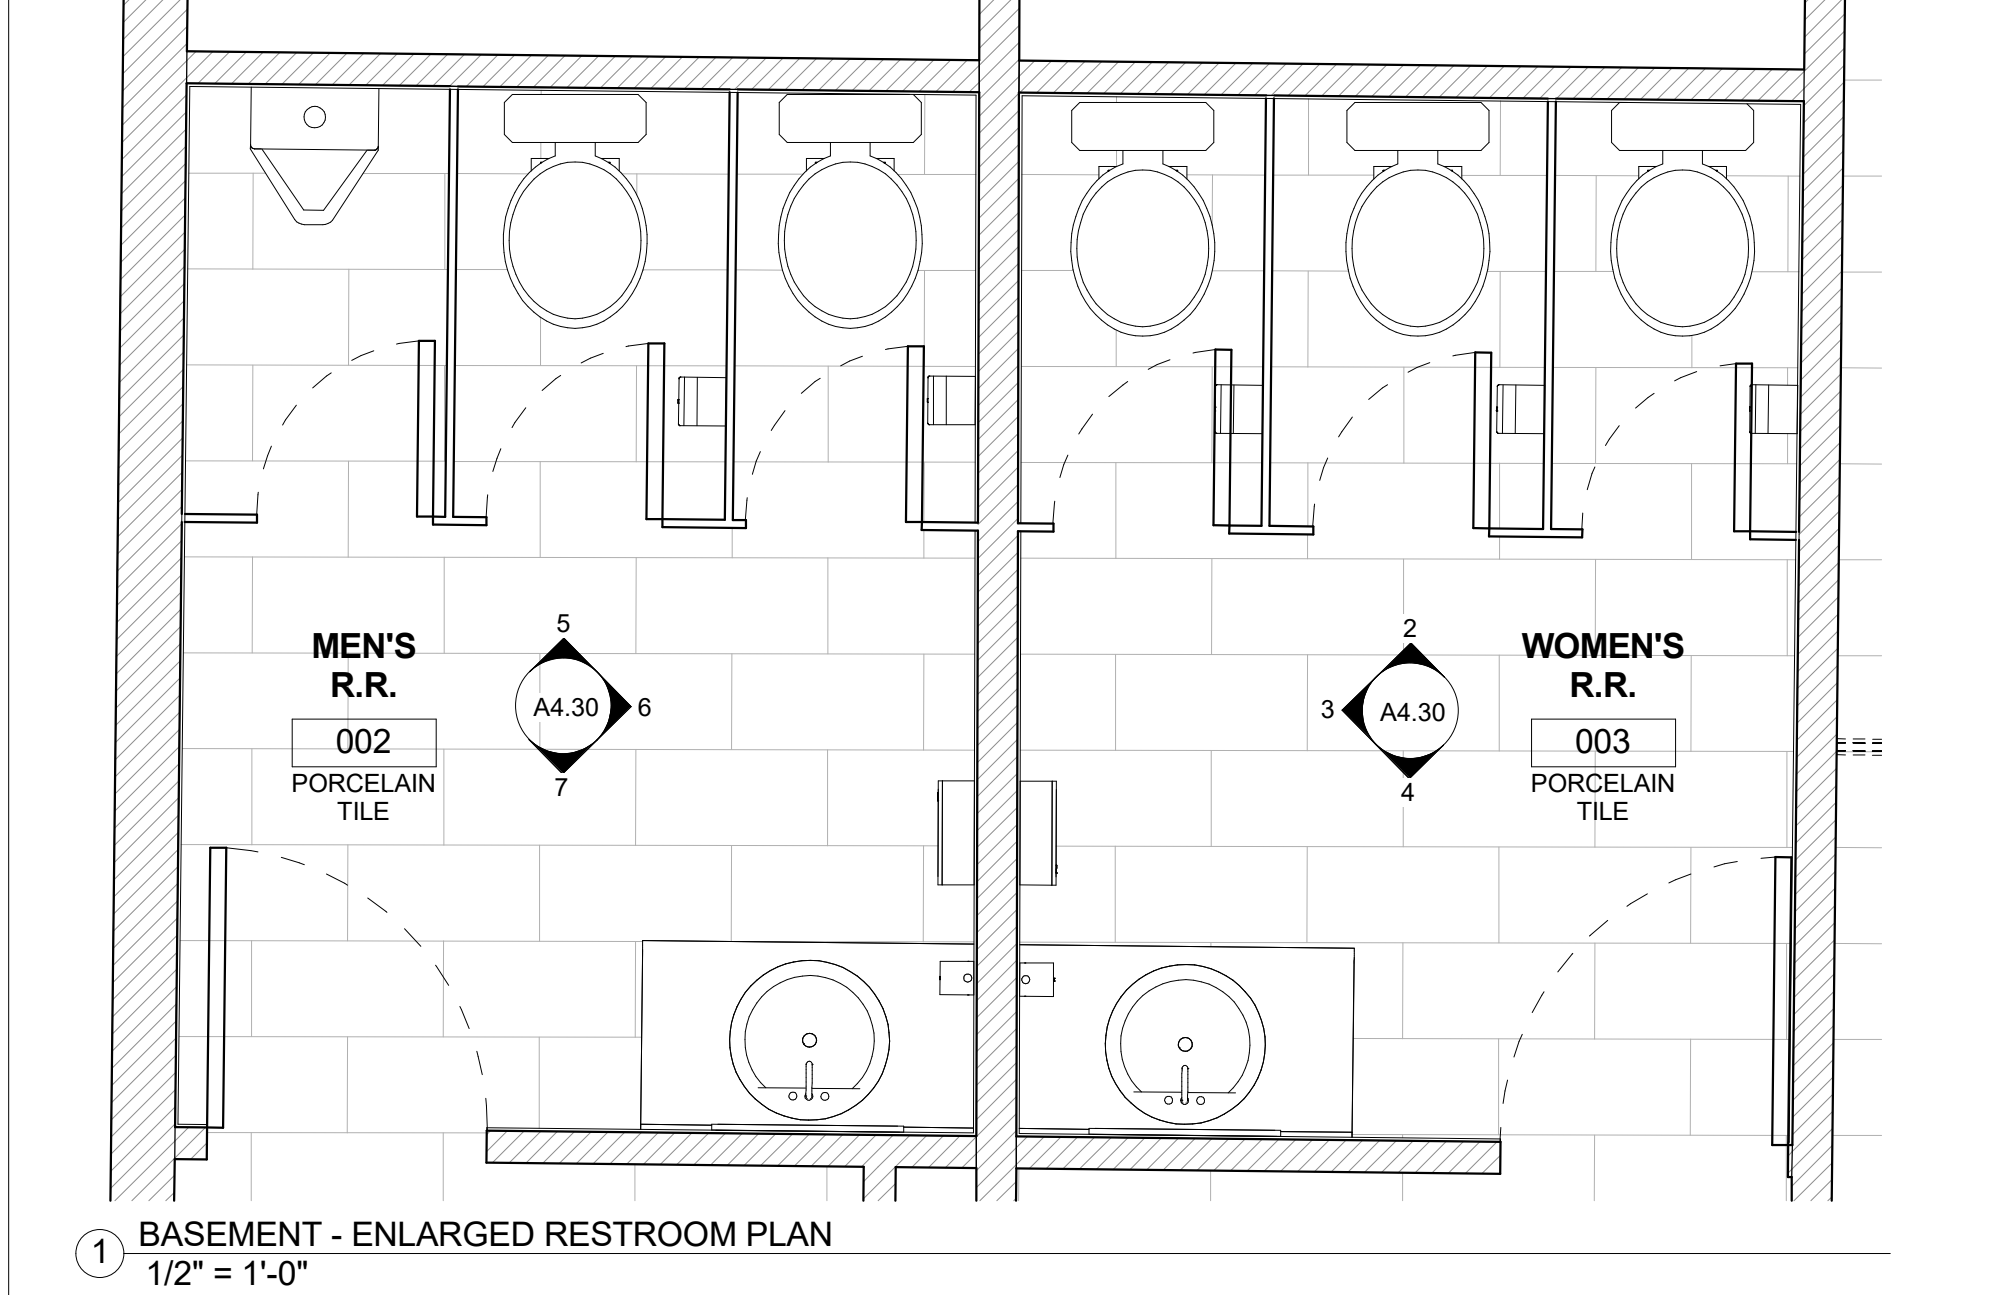 5
MEN'S
R.R.
A4.30
6
002
7
PORCELAIN
TILE
2
WOMEN'S
R.R.
3
A4.30
003
4
PORCELAIN
TILE
1
BASEMENT - ENLARGED RESTROOM PLAN
1/2" = 1'-0"